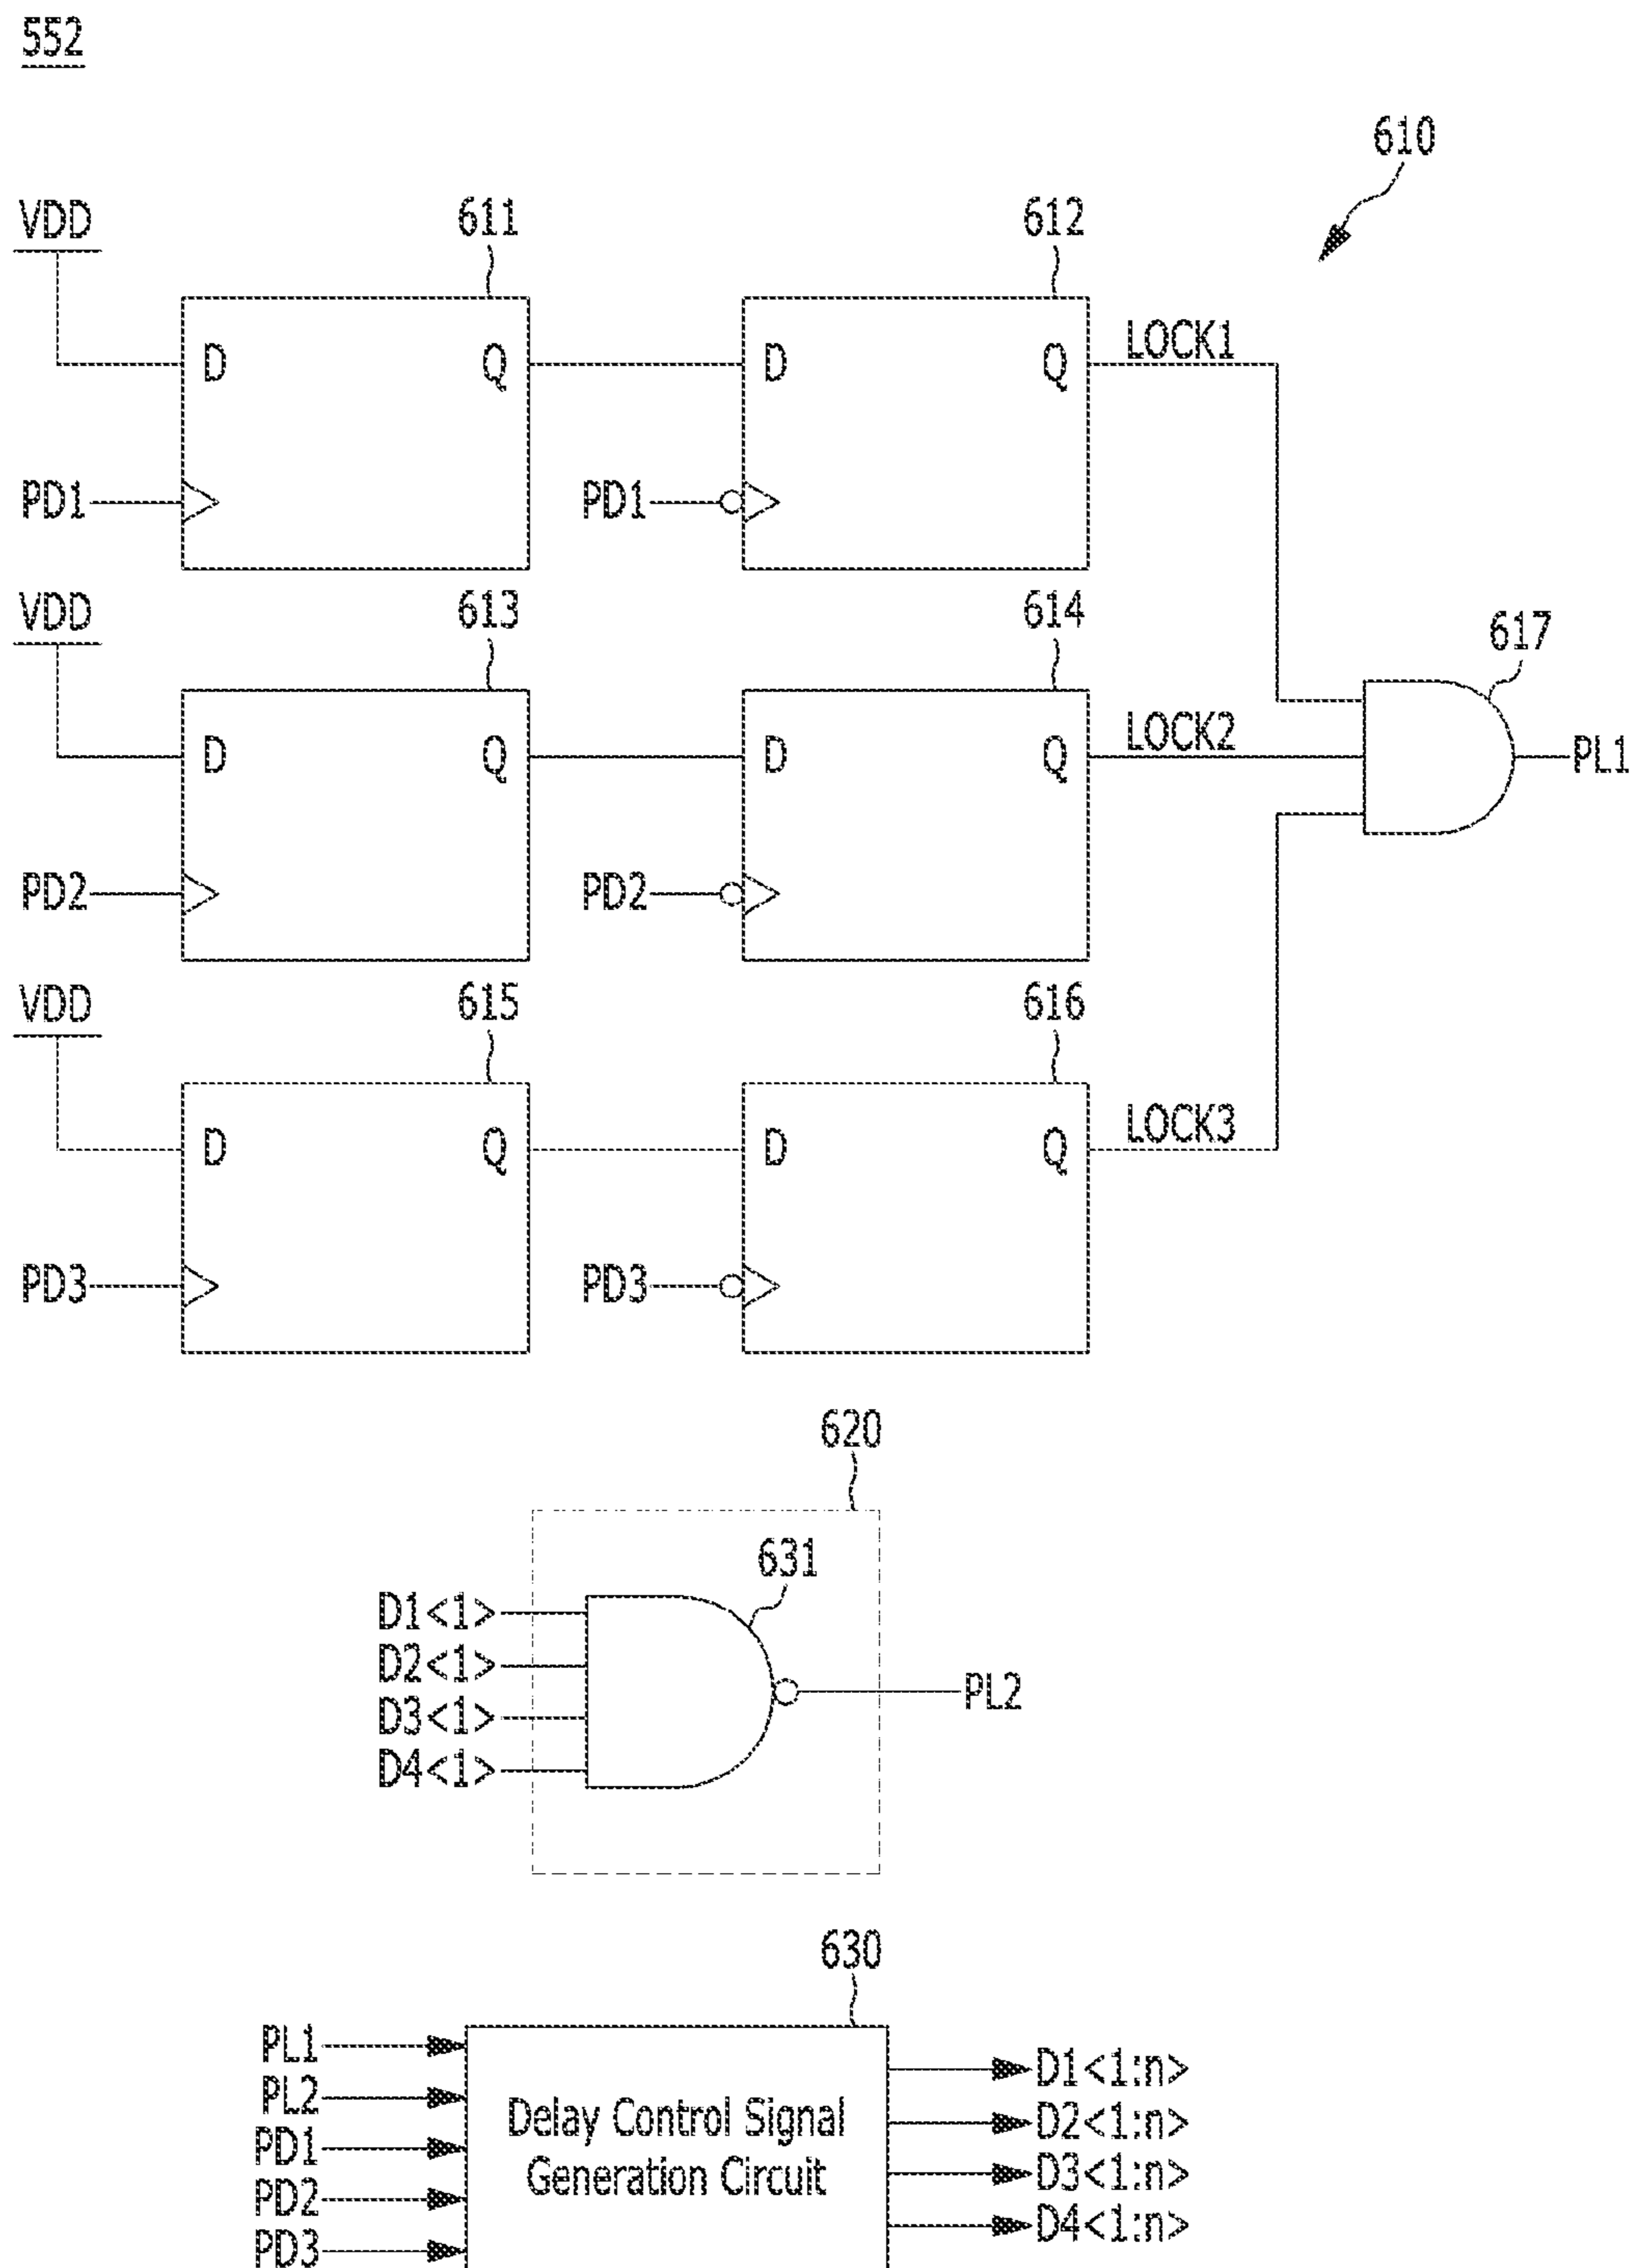 552
610
VDD
611
612
D
Q
D
Q
LOCK1
PD1
PD1
VDD
613
614
617
D
Q
D
Q
LOCK2
PL1
PD2
PD2
VDD
615
616
D
Q
D
Q
LOCK3
PD3
PD3
620
631
D1<1>
D2<1>
D3<1>
D4<1>
PL2
630
PL1
PL2
PD1
PD2
PD3
Delay Control Signal
Generation Circuit
D1<1:n>
D2<1:n>
D3<1:n>
D4<1:n>